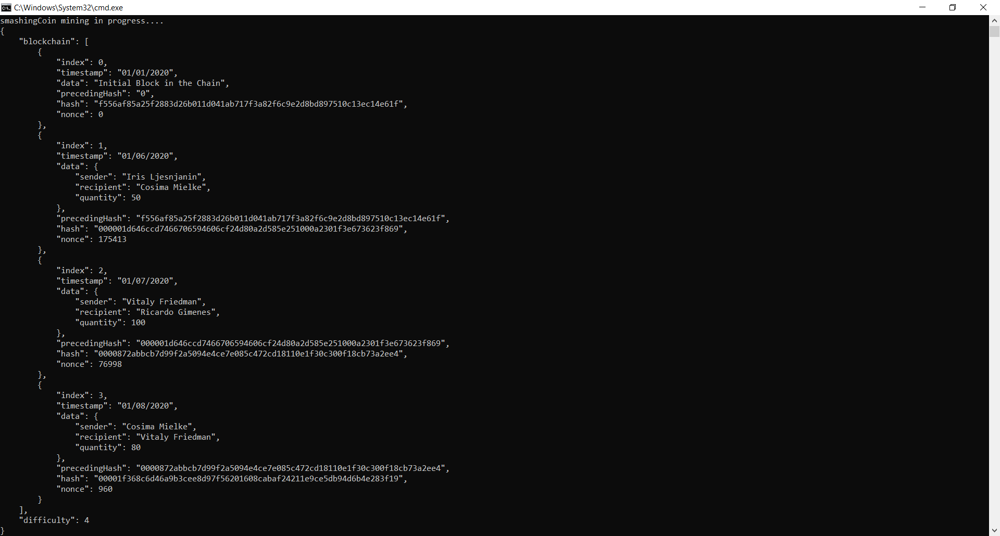 C:\Windows\System32\cmd.exe
smashingCoin mining in progress....
{
    "blockchain": [
        {
            "index": 0,
            "timestamp": "01/01/2020",
            "data": "Initial Block in the Chain",
            "precedingHash": "0",
            "hash": "f556af85a25f2883d26b011d041ab717f3a82f6c9e2d8bd897510c13ec14e61f",
            "nonce": 0
        },
        {
            "index": 1,
            "timestamp": "01/06/2020",
            "data": {
                "sender": "Iris Ljesnjanin",
                "recipient": "Cosima Mielke",
                "quantity": 50
            },
            "precedingHash": "f556af85a25f2883d26b011d041ab717f3a82f6c9e2d8bd897510c13ec14e61f",
            "hash": "000001d646ccd7466706594606cf24d80a2d585e251000a2301f3e673623f869",
            "nonce": 175413
        },
        {
            "index": 2,
            "timestamp": "01/07/2020",
            "data": {
                "sender": "Vitaly Friedman",
                "recipient": "Ricardo Gimenes",
                "quantity": 100
            },
            "precedingHash": "000001d646ccd7466706594606cf24d80a2d585e251000a2301f3e673623f869",
            "hash": "0000872abbcb7d99f2a5094e4ce7e085c472cd18110e1f30c300f18cb73a2ee4",
            "nonce": 76998
        },
        {
            "index": 3,
            "timestamp": "01/08/2020",
            "data": {
                "sender": "Cosima Mielke",
                "recipient": "Vitaly Friedman",
                "quantity": 80
            },
            "precedingHash": "0000872abbcb7d99f2a5094e4ce7e085c472cd18110e1f30c300f18cb73a2ee4",
            "hash": "00001f368c6d46a9b3cee8d97f56201608cabaf24211e9ce5db94d6b4e283f19",
            "nonce": 960
        }
    ],
    "difficulty": 4
}